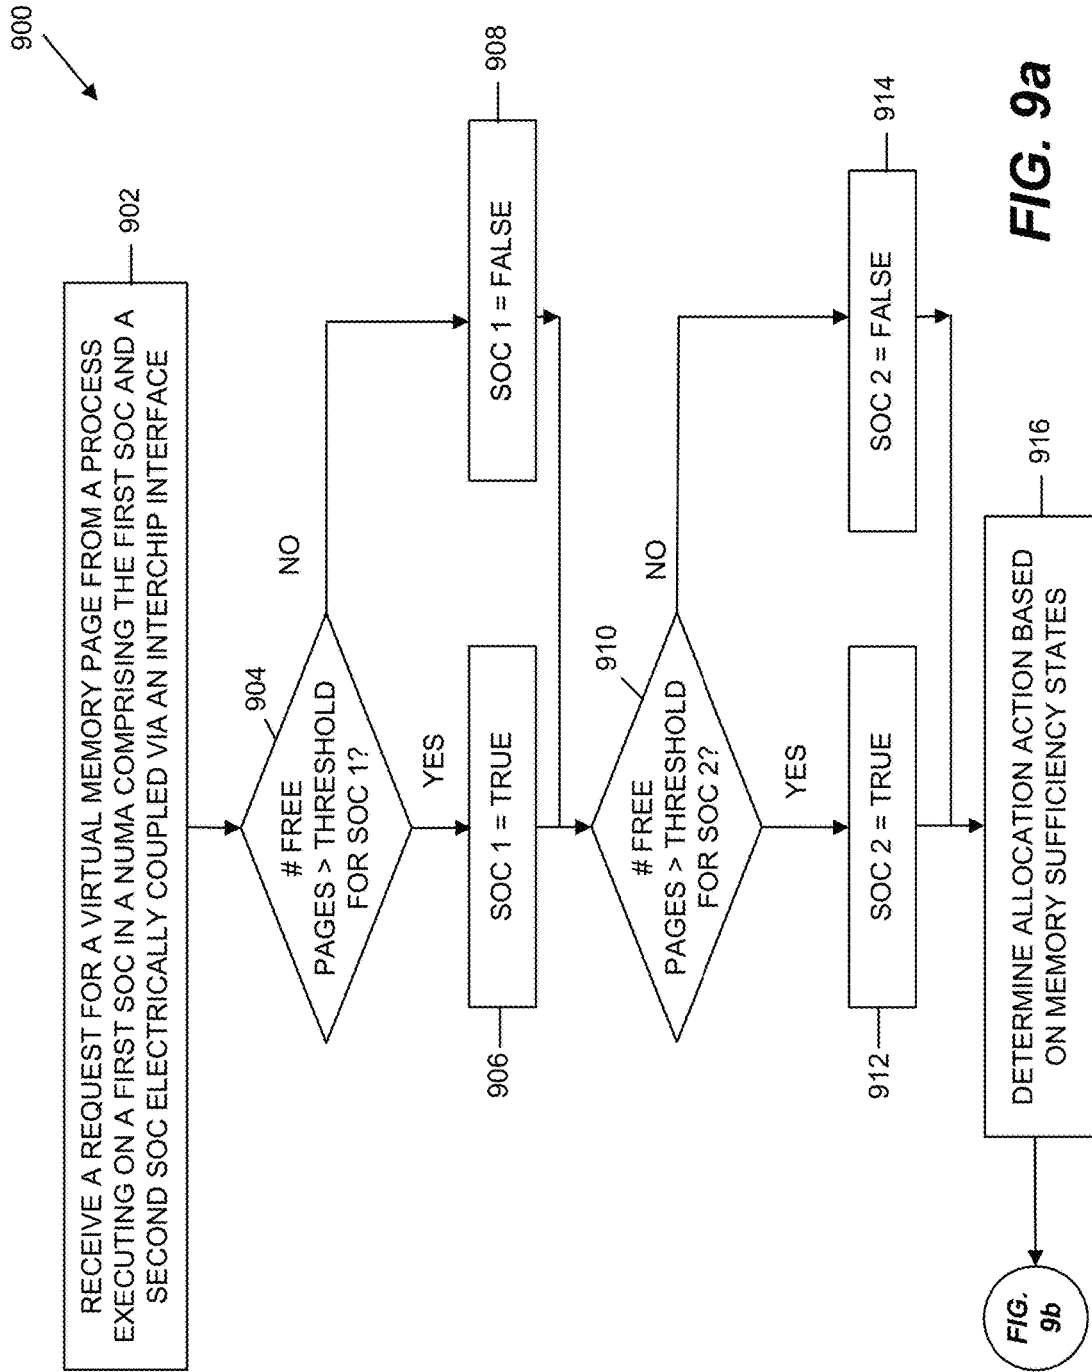 900
RECEIVE A REQUEST FOR A VIRTUAL MEMORY PAGE FROM A PROCESS
EXECUTING ON A FIRST SOC IN A NUMA COMPRISING THE FIRST SOC AND A
SECOND SOC ELECTRICALLY COUPLED VIA AN INTERCHIP INTERFACE
902
904
# FREE
PAGES > THRESHOLD
FOR SOC 1?
NO
YES
906
SOC 1 = TRUE
SOC 1 = FALSE
908
910
# FREE
PAGES > THRESHOLD
FOR SOC 2?
NO
YES
912
SOC 2 = TRUE
SOC 2 = FALSE
914
916
DETERMINE ALLOCATION ACTION BASED
ON MEMORY SUFFICIENCY STATES
FIG.
9b
FIG. 9a